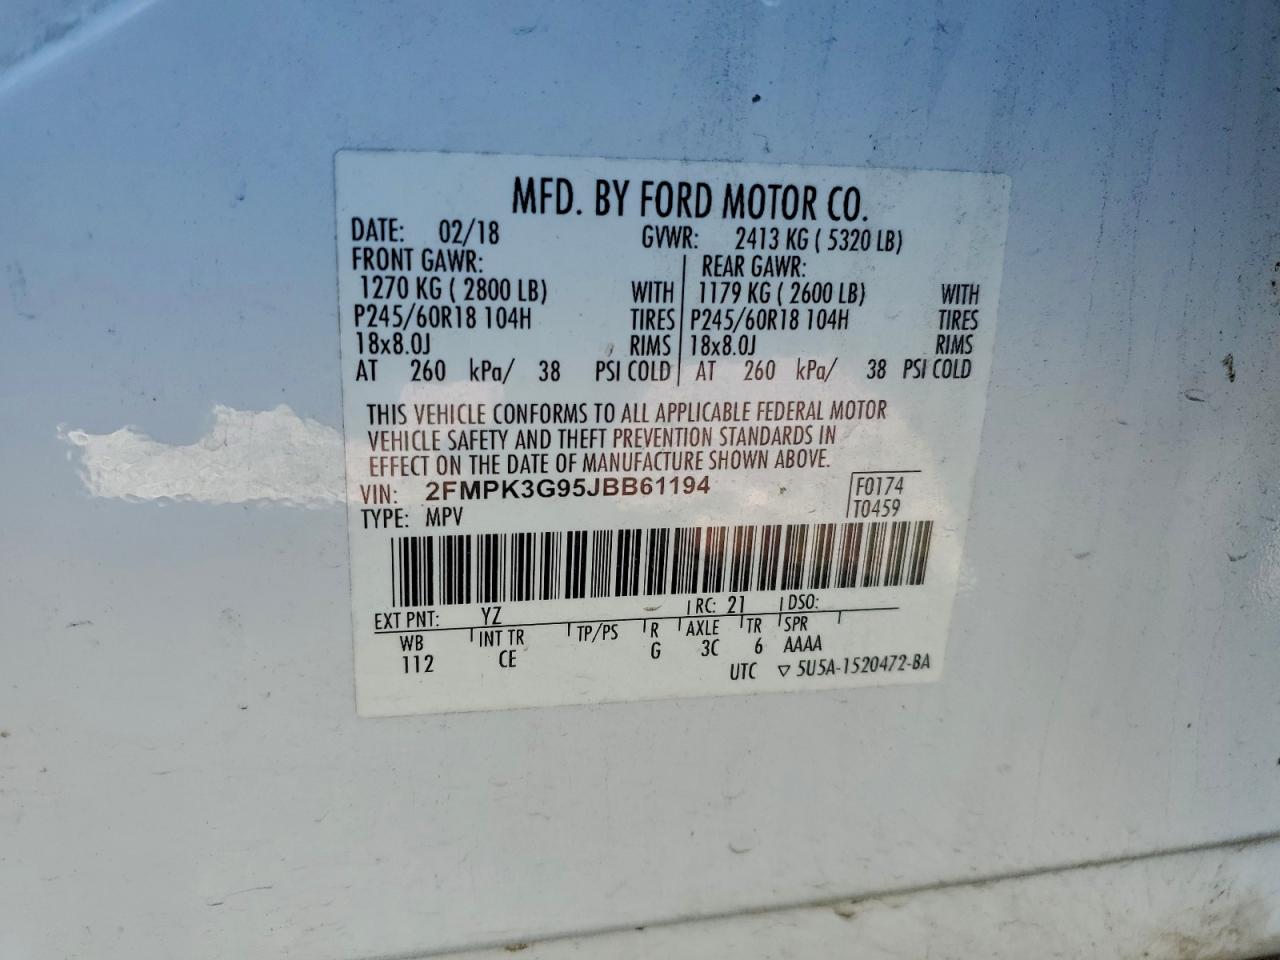 MFD. BY FORD MOTOR CO.
DATE: 02/18 GVWR: 2413 KG ( 5320 LB)
FRONT GAWR: REAR GAWR:
1270 KG ( 2800 LB) WITH 1179 KG ( 2600 LB) WITH
P245/60R18 104H TIRES P245/60R18 104H TIRES
18x8.0J RIMS 18x8.0J RIMS
AT 260 kPa/ 38 PSI COLD AT 260 kPa/ 38 PSI COLD
THIS VEHICLE CONFORMS TO ALL APPLICABLE FEDERAL MOTOR
VEHICLE SAFETY AND THEFT PREVENTION STANDARDS IN
EFFECT ON THE DATE OF MANUFACTURE SHOWN ABOVE.
VIN: 2FMPK3G95JBB61194 F0174
TYPE: MPV T0459
EXT PNT: YZ RC: 21 DSO:
WB INT TR TP/PS R AXLE TR SPR
112 CE G 3C 6 AAAA
UTC ▽ 5U5A-1520472-BA